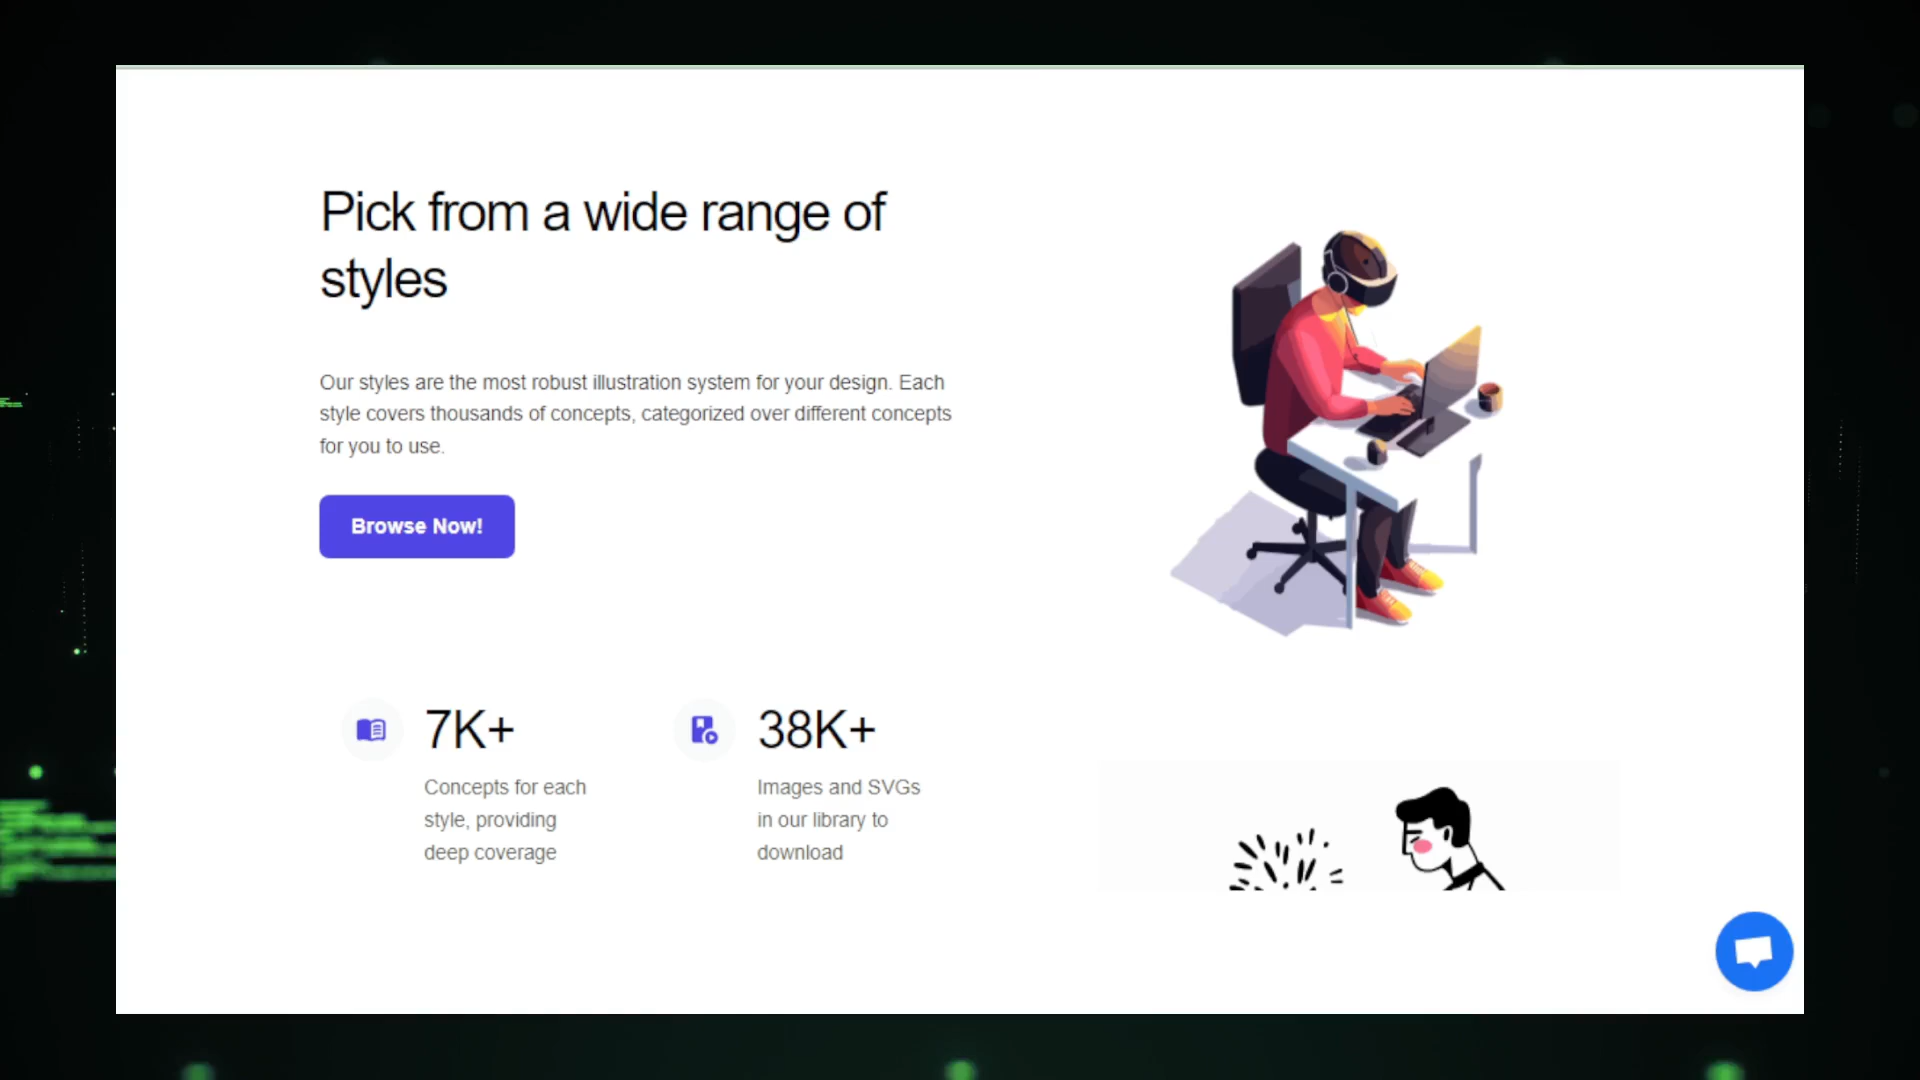 Pick from a wide range of
styles
Our styles are the most robust illustration system for your design. Each
style covers thousands of concepts, categorized over different concepts
for you to use.
Browse Now!
7K+
Concepts for each
style, providing
deep coverage
38K+
Images and SVGs
in our library to
download